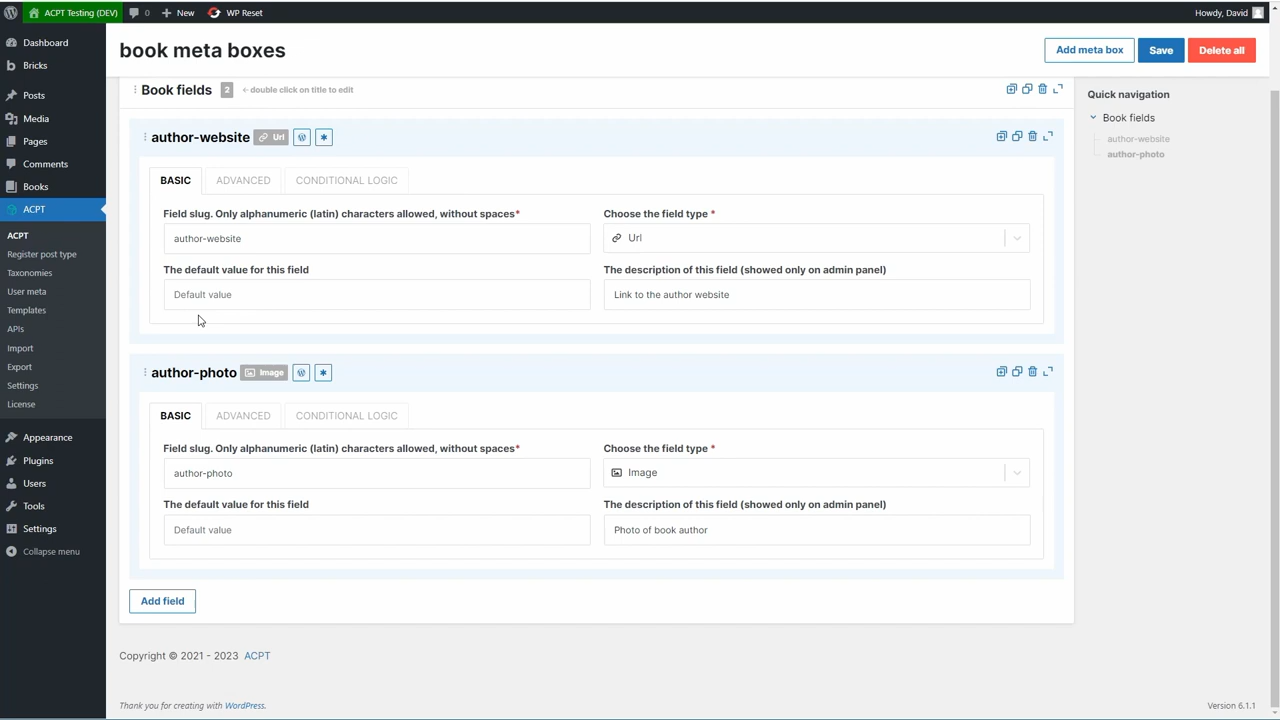 ACPT Testing (DEV) 0 New WP Reset Howdy, David
Dashboard
Bricks
Posts
Media
Pages
Comments
Books
ACPT
ACPT
Register post type
Taxonomies
User meta
Templates
APIs
Import
Export
Settings
License
Appearance
Plugins
Users
Tools
Settings
Collapse menu
book meta boxes
Add meta box Save Delete all
Book fields 2 ←double click on title to edit
author-website Url
BASIC ADVANCED CONDITIONAL LOGIC
Field slug. Only alphanumeric (latin) characters allowed, without spaces* Choose the field type *
author-website Url
The default value for this field The description of this field (showed only on admin panel)
Default value Link to the author website
author-photo Image
BASIC ADVANCED CONDITIONAL LOGIC
Field slug. Only alphanumeric (latin) characters allowed, without spaces* Choose the field type *
author-photo Image
The default value for this field The description of this field (showed only on admin panel)
Default value Photo of book author
Add field
Quick navigation
Book fields
author-website
author-photo
Copyright © 2021 - 2023 ACPT
Thank you for creating with WordPress. Version 6.1.1